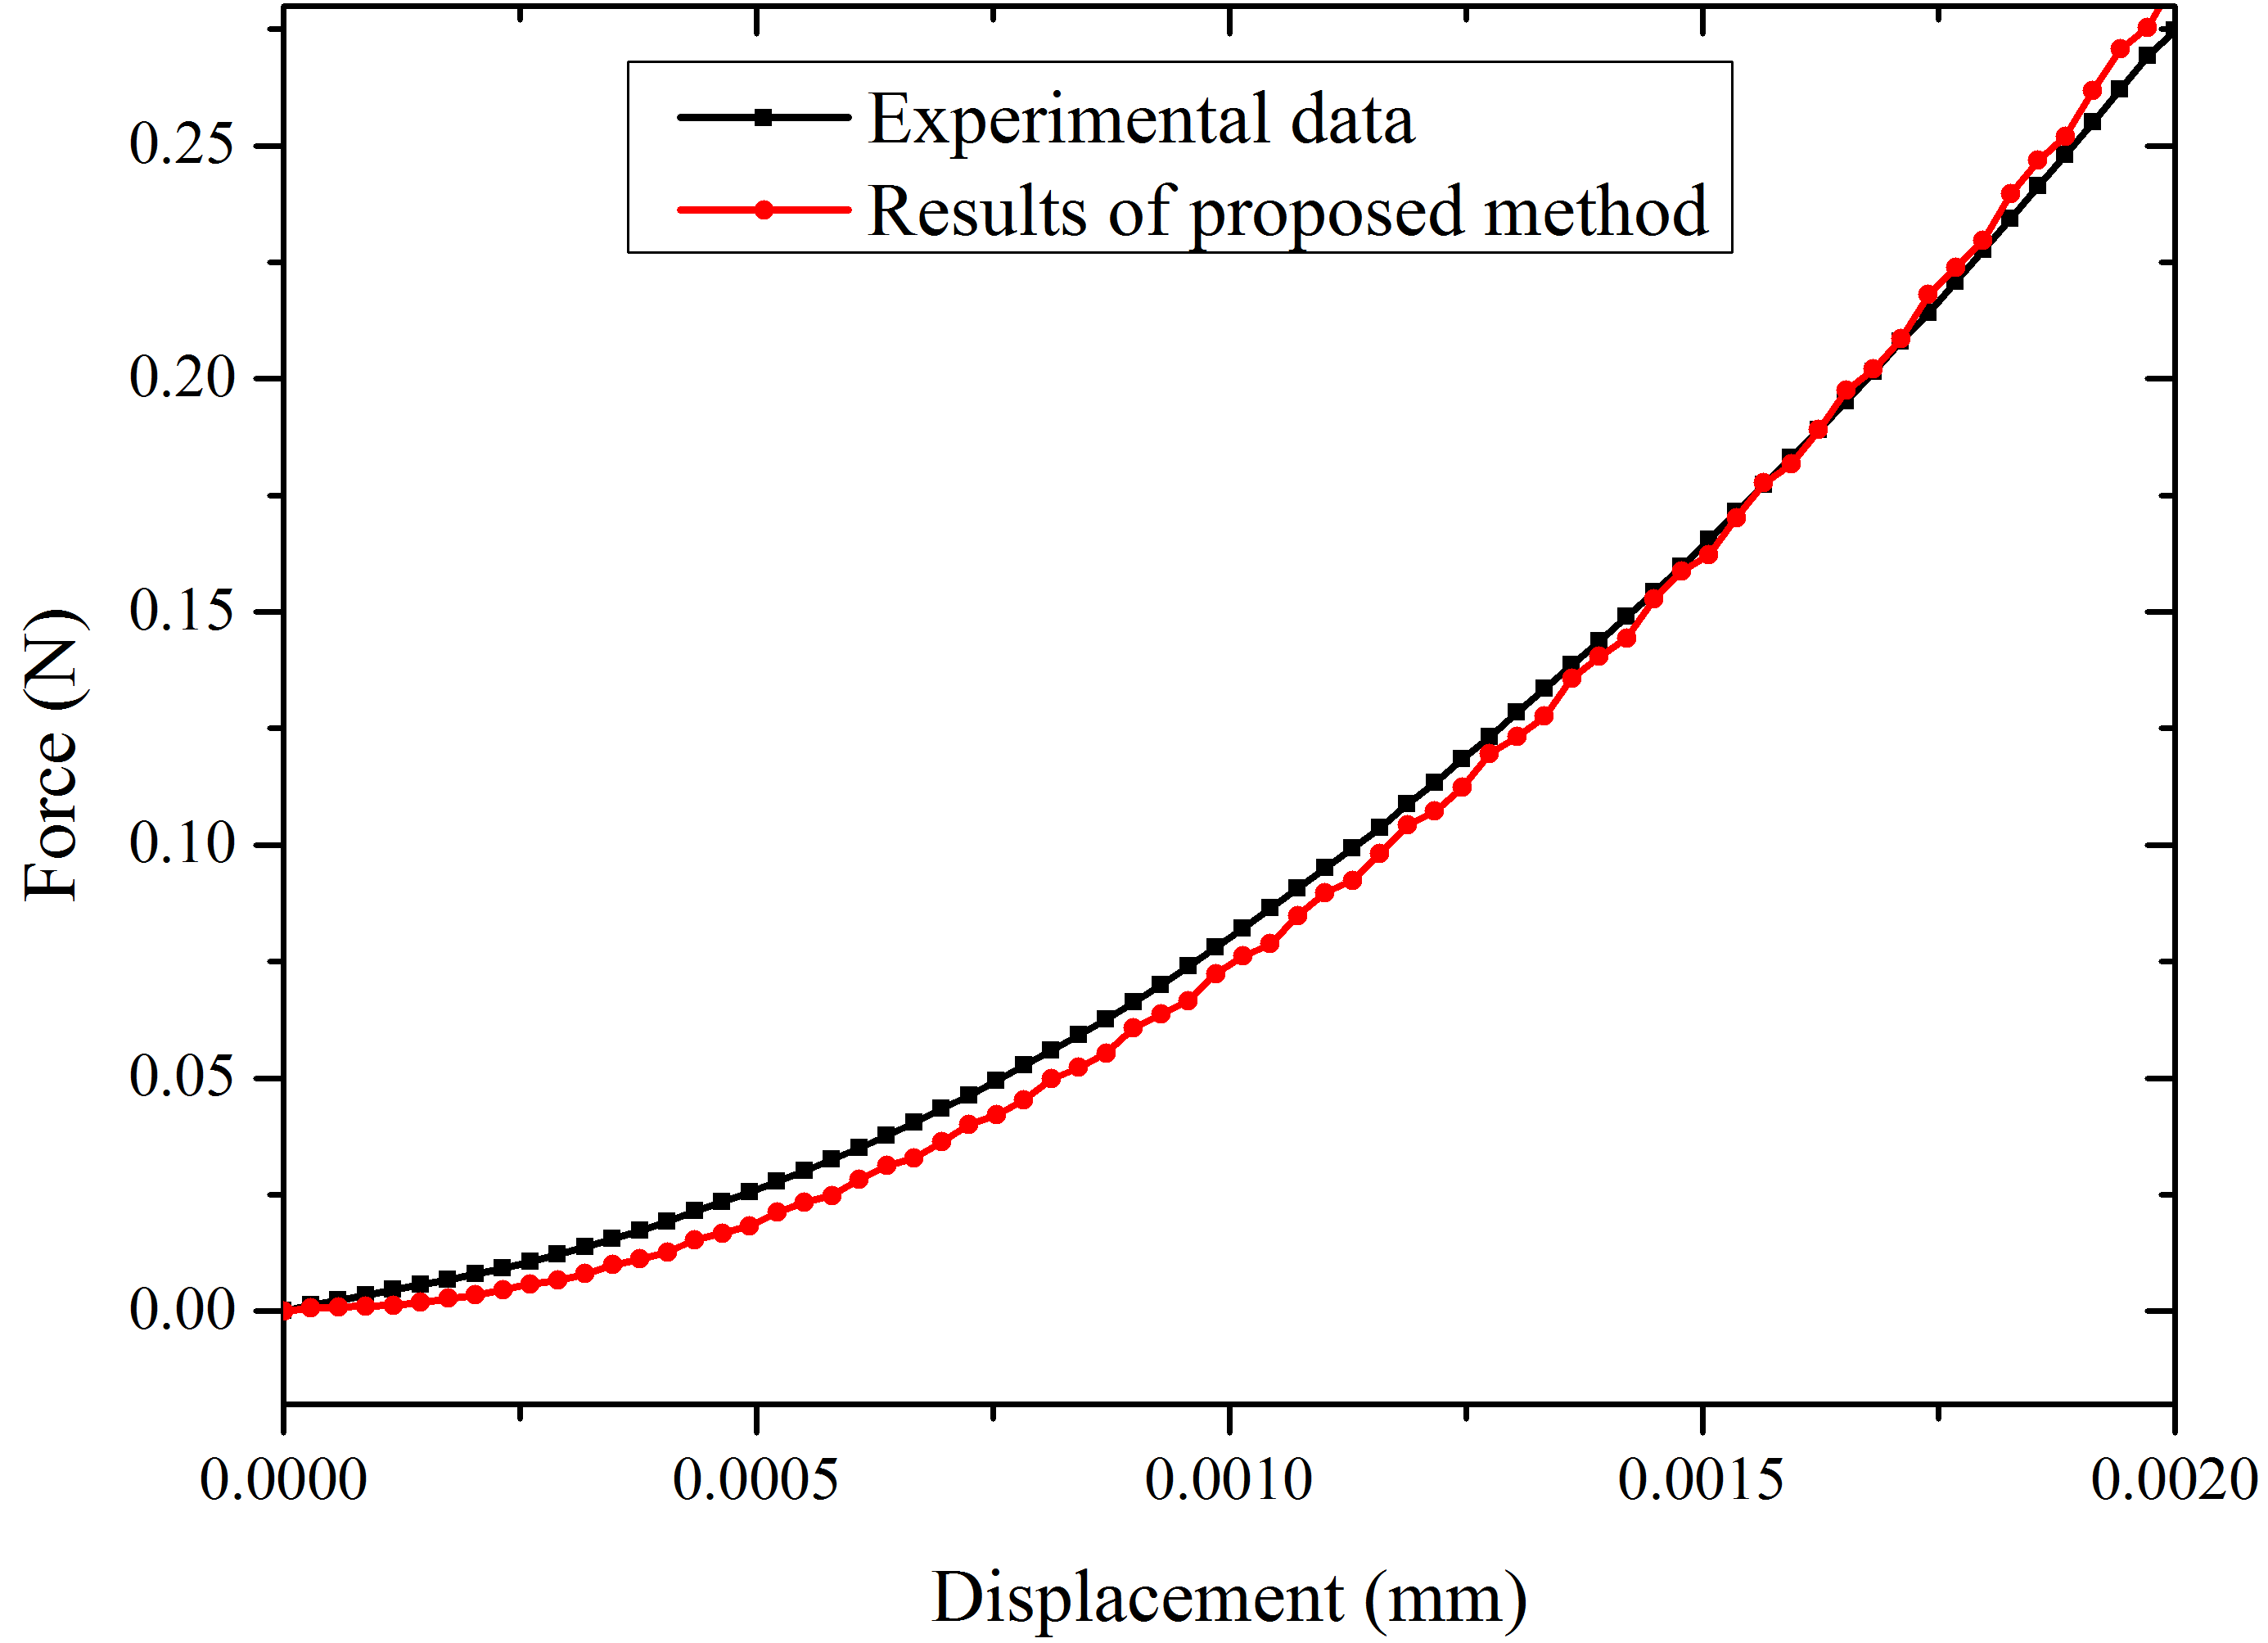 Experimental data
Results of proposed method
0.25
0.20
0.15
0.10
0.05
0.00
Force (N)
0.0000 0.0005 0.0010 0.0015 0.0020
Displacement (mm)